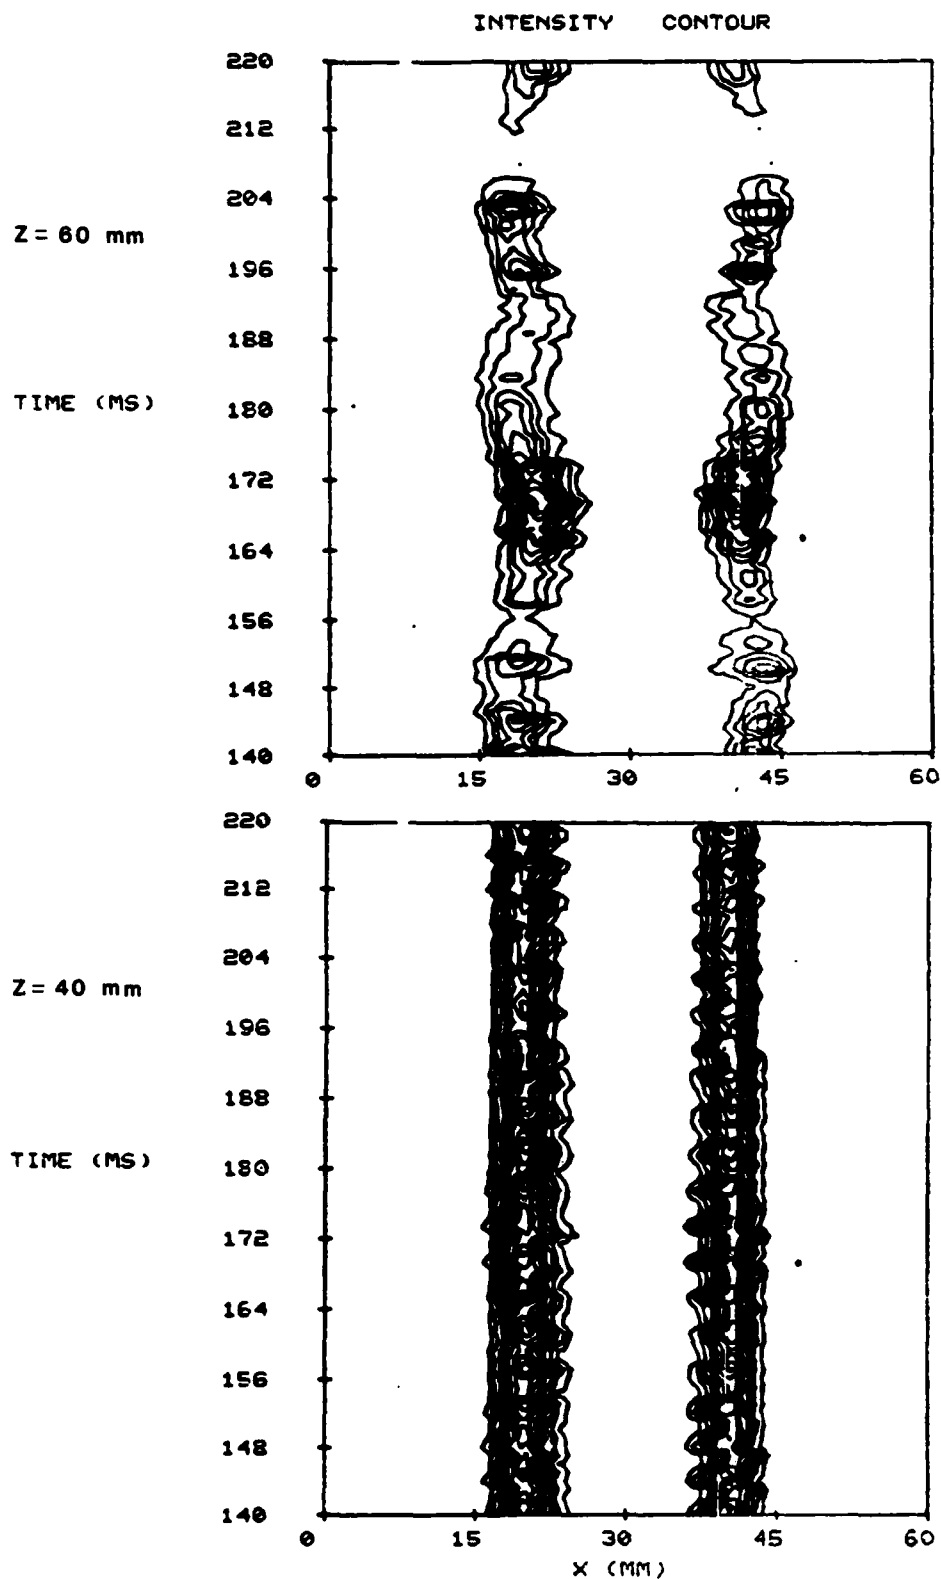 INTENSITY CONTOUR
220
212
204
Z = 60 mm
196
188
TIME (MS)
180
172
164
156
148
140
0 15 30 45 60
220
212
204
Z = 40 mm
196
188
TIME (MS)
180
172
164
156
148
140
0 15 30 45 60
X (MM)